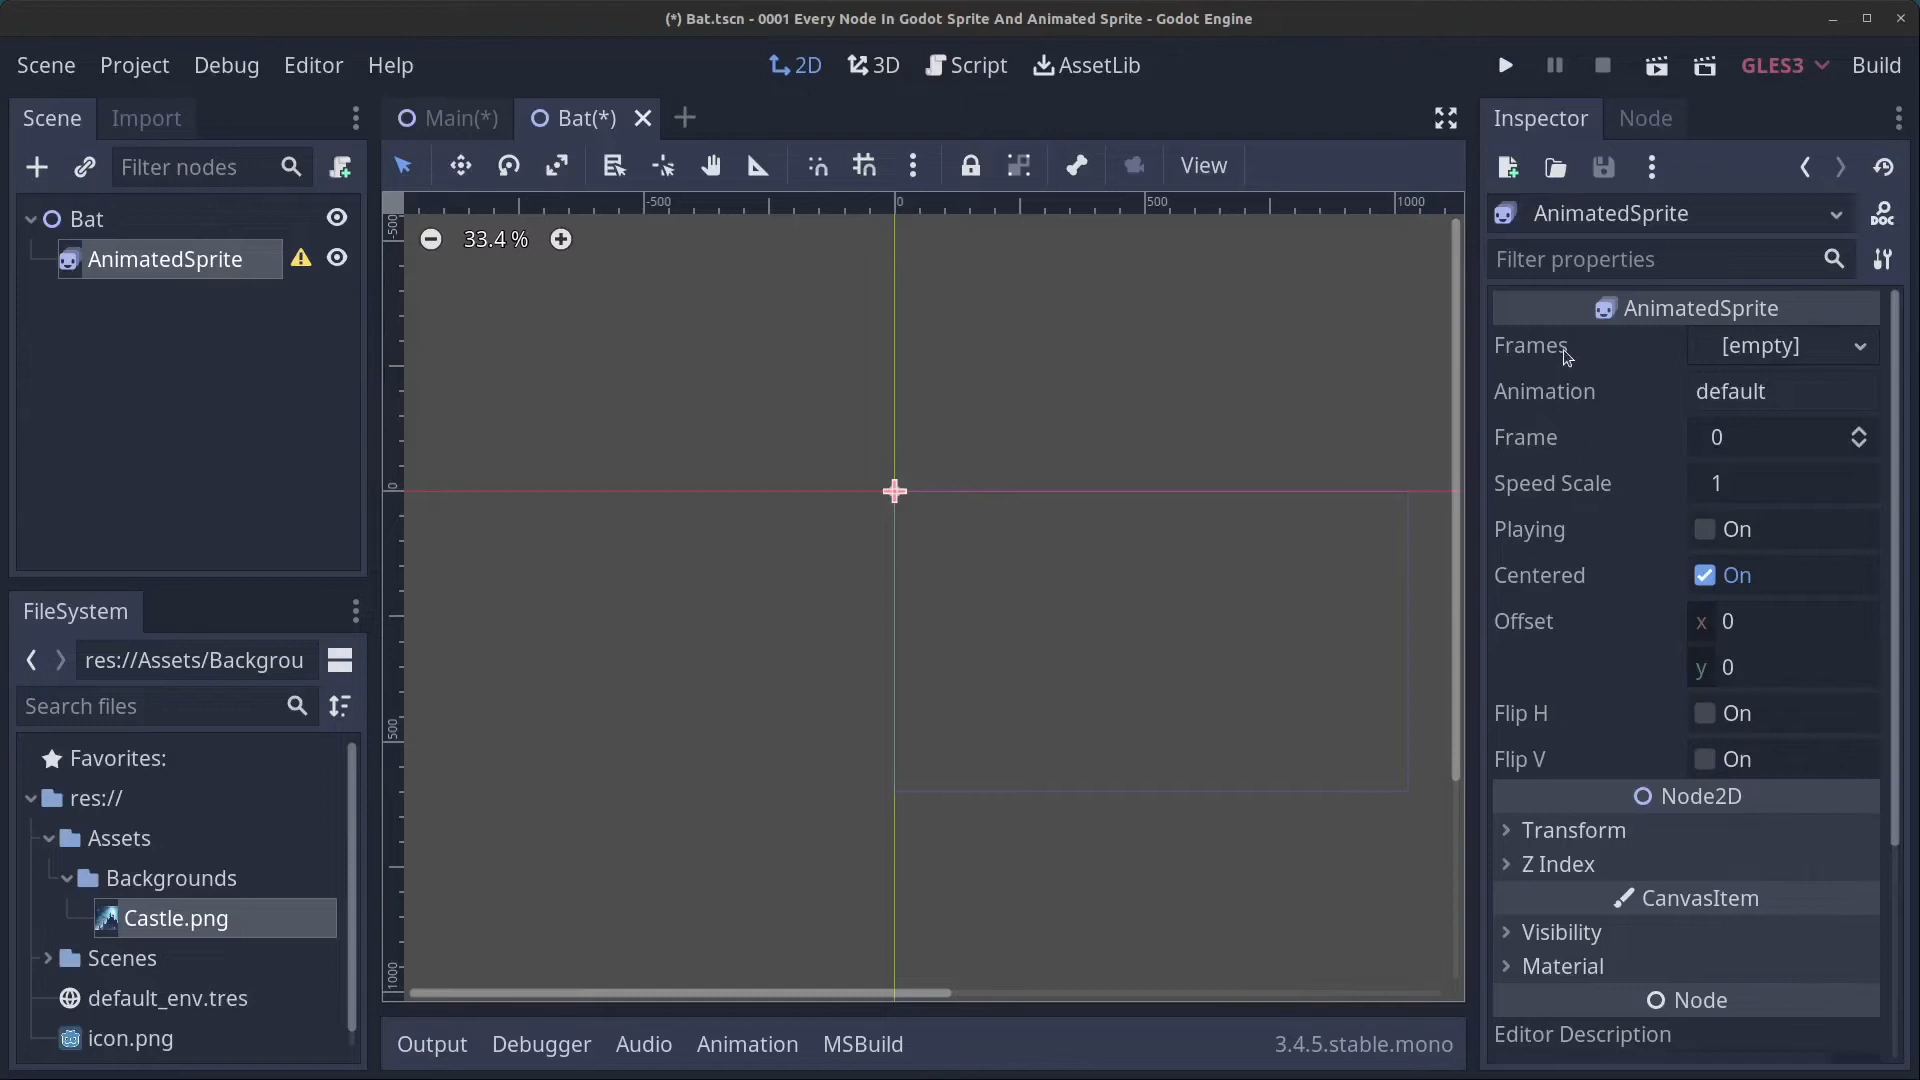 (*) Bat.tscn - 0001 Every Node In Godot Sprite And Animated Sprite - Godot Engine
Scene Project Debug Editor Help
2D 3D Script AssetLib
GLES3 Build
Scene Import
Filter nodes
Bat
AnimatedSprite
FileSystem
res://Assets/Backgrou
Search files
Favorites:
res://
Assets
Backgrounds
Castle.png
Scenes
default_env.tres
icon.png
Main(*) Bat(*)
View
-500 0 500 1000
-500
0
500
1000
33.4 %
Output Debugger Audio Animation MSBuild 3.4.5.stable.mono
Inspector Node
AnimatedSprite
DOC
Filter properties
AnimatedSprite
Frames [empty]
Animation default
Frame 0
Speed Scale 1
Playing On
Centered On
Offset x 0
y 0
Flip H On
Flip V On
Node2D
Transform
Z Index
CanvasItem
Visibility
Material
Node
Editor Description